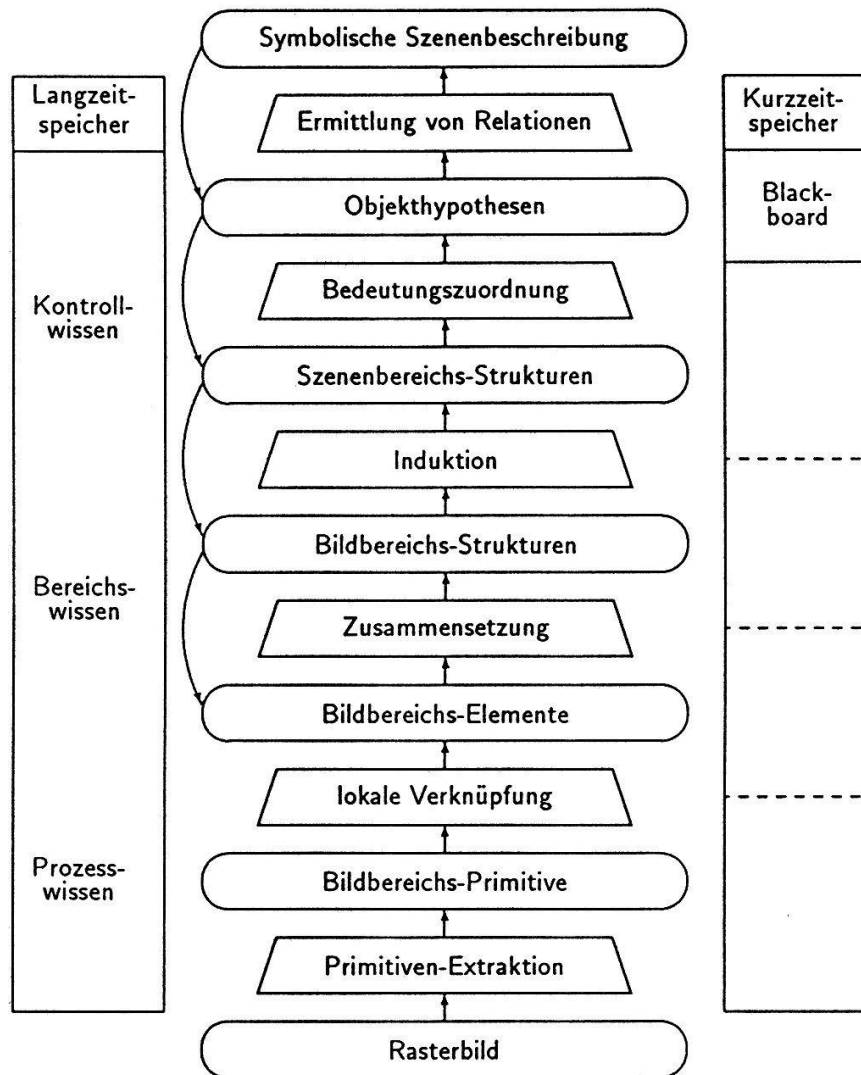 Symbolische Szenenbeschreibung
Langzeit-
speicher
Ermittlung von Relationen
Kurzzeit
speicher
Objekthypothesen
Black-
board
Bedeutungszuordnung
Kontroll-
wissen
Szenenbereichs-Strukturen
Induktion
Bildbereichs-Strukturen
Bereichs-
wissen
Zusammensetzung
Bildbereichs-Elemente
lokale Verknüpfung
Prozess-
wissen
Bildbereichs-Primitive
Primitiven-Extraktion
Rasterbild